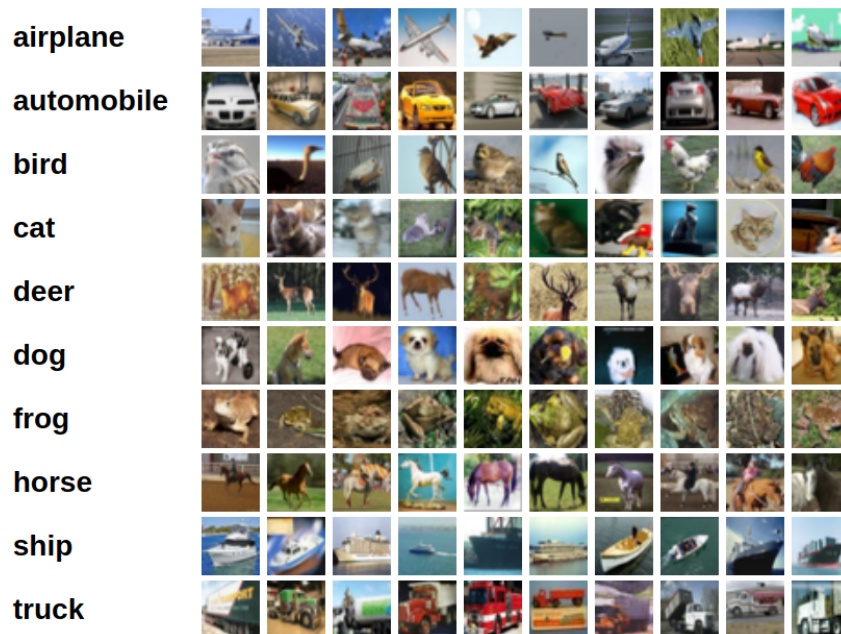 airplane
automobile
bird
cat
deer
dog
frog
horse
ship
truck